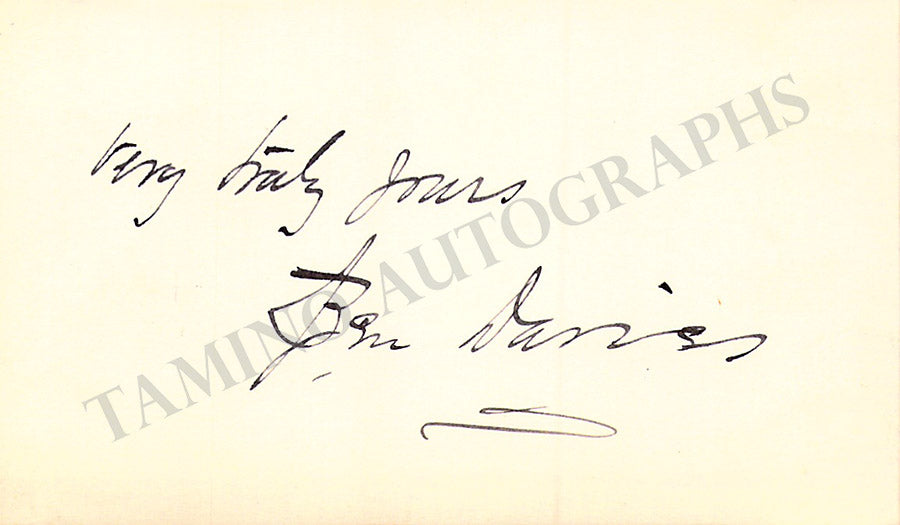 Very truly yours
Ben Davies
TAMINO AUTOGRAPHS